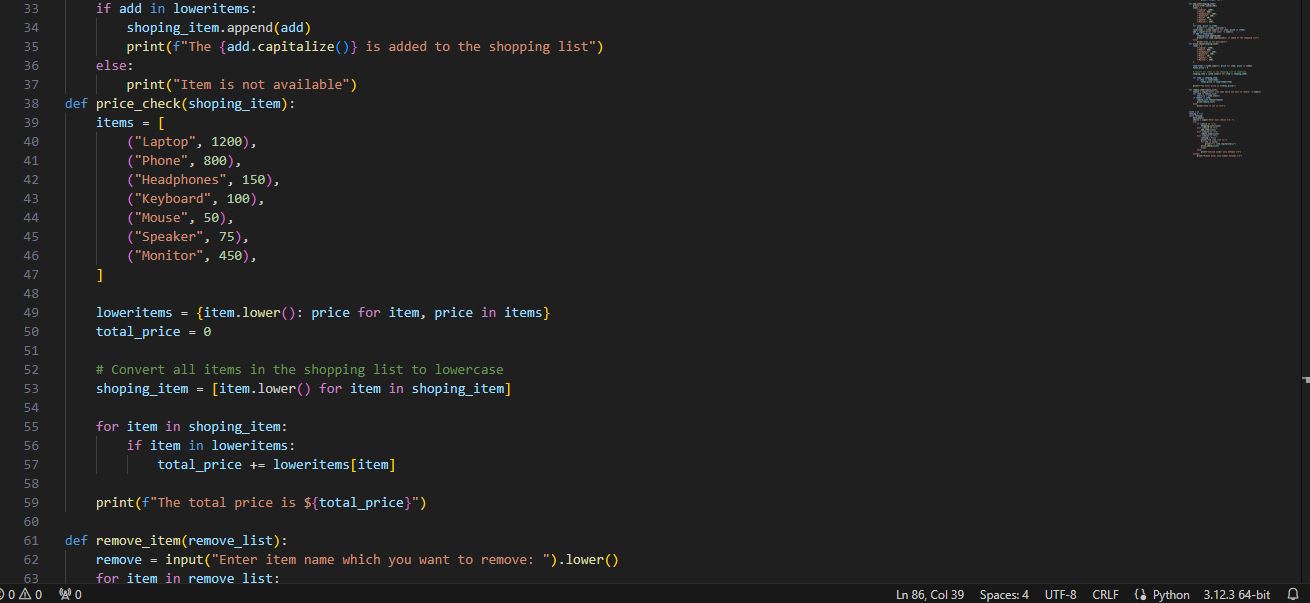 33 if add in loweritems:
34 shoping_item.append(add)
35 print(f"The {add.capitalize()} is added to the shopping list")
36 else:
37 print("Item is not available")
38 def price_check(shoping_item):
39 items = [
40 ("Laptop", 1200),
41 ("Phone", 800),
42 ("Headphones", 150),
43 ("Keyboard", 100),
44 ("Mouse", 50),
45 ("Speaker", 75),
46 ("Monitor", 450),
47 ]
48
49 loweritems = {item.lower(): price for item, price in items}
50 total_price = 0
51
52 # Convert all items in the shopping list to lowercase
53 shoping_item = [item.lower() for item in shoping_item]
54
55 for item in shoping_item:
56 if item in loweritems:
57 total_price += loweritems[item]
58
59 print(f"The total price is ${total_price}")
60
61 def remove_item(remove_list):
62 remove = input("Enter item name which you want to remove: ").lower()
63 for item in remove_list:
0 0 0 Ln 86, Col 39 Spaces: 4 UTF-8 CRLF Python 3.12.3 64-bit